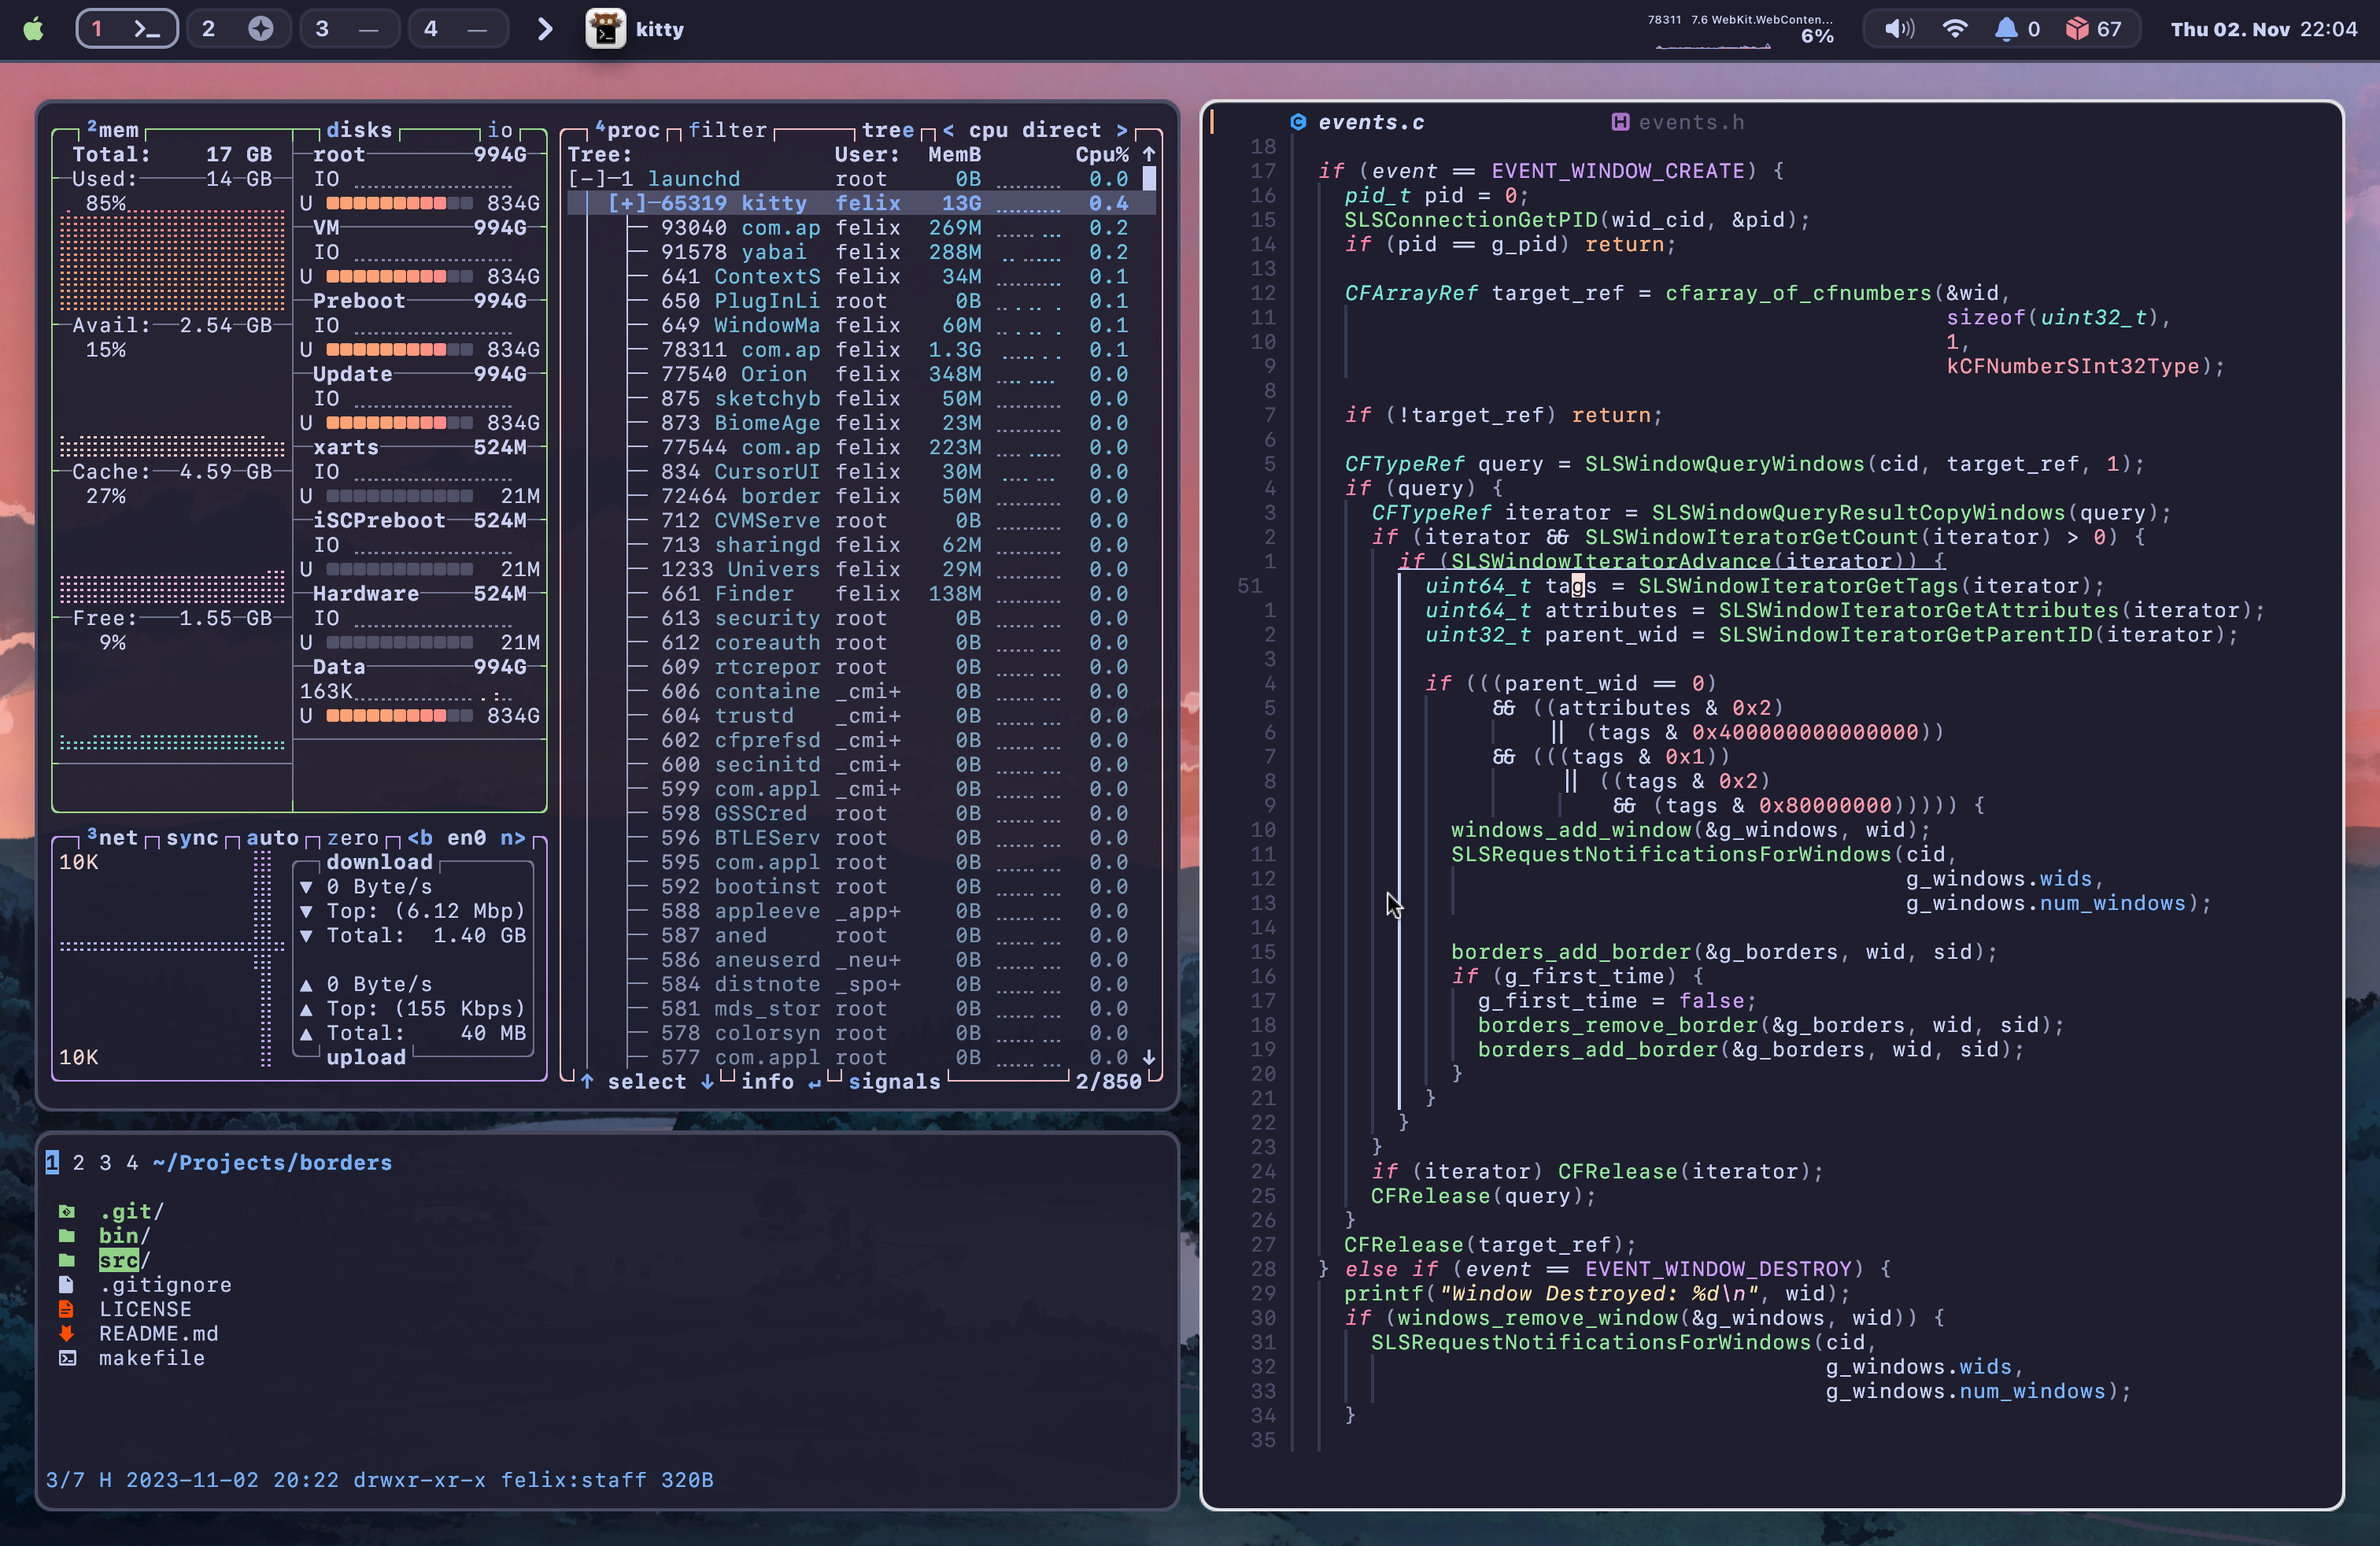 1 2 3 — 4 — kitty
78311 7.6 WebKit.WebConten...
6%
0 67 Thu 02. Nov 22:04
²mem disks io
Total: 17 GB root 994G
Used: 14 GB IO
85% U 834G
VM 994G
IO
U 834G
Preboot 994G
Avail: 2.54 GB IO
15% U 834G
Update 994G
IO
U 834G
xarts 524M
Cache: 4.59 GB IO
27% U 21M
iSCPreboot 524M
IO
U 21M
Hardware 524M
Free: 1.55 GB IO
9% U 21M
Data 994G
163K
U 834G
³net sync auto zero <b en0 n>
10K download
▼ 0 Byte/s
▼ Top: (6.12 Mbp)
▼ Total: 1.40 GB
▲ 0 Byte/s
▲ Top: (155 Kbps)
▲ Total: 40 MB
10K upload
⁴proc filter tree < cpu direct >
Tree: User: MemB Cpu% ↑
[-]─1 launchd root 0B 0.0
[+]─65319 kitty felix 13G 0.4
93040 com.ap felix 269M 0.2
91578 yabai felix 288M 0.2
641 ContextS felix 34M 0.1
650 PlugInLi root 0B 0.1
649 WindowMa felix 60M 0.1
78311 com.ap felix 1.3G 0.1
77540 Orion felix 348M 0.0
875 sketchyb felix 50M 0.0
873 BiomeAge felix 23M 0.0
77544 com.ap felix 223M 0.0
834 CursorUI felix 30M 0.0
72464 border felix 50M 0.0
712 CVMServe root 0B 0.0
713 sharingd felix 62M 0.0
1233 Univers felix 29M 0.0
661 Finder felix 138M 0.0
613 security root 0B 0.0
612 coreauth root 0B 0.0
609 rtcrepor root 0B 0.0
606 containe _cmi+ 0B 0.0
604 trustd _cmi+ 0B 0.0
602 cfprefsd _cmi+ 0B 0.0
600 secinitd _cmi+ 0B 0.0
599 com.appl _cmi+ 0B 0.0
598 GSSCred root 0B 0.0
596 BTLEServ root 0B 0.0
595 com.appl root 0B 0.0
592 bootinst root 0B 0.0
588 appleeve _app+ 0B 0.0
587 aned root 0B 0.0
586 aneuserd _neu+ 0B 0.0
584 distnote _spo+ 0B 0.0
581 mds_stor root 0B 0.0
578 colorsyn root 0B 0.0
577 com.appl root 0B 0.0 ↓
↑ select ↓ info ↵ signals 2/850
1 2 3 4 ~/Projects/borders
.git/
bin/
src/
.gitignore
LICENSE
README.md
makefile
3/7 H 2023-11-02 20:22 drwxr-xr-x felix:staff 320B
events.c events.h
18
17 if (event == EVENT_WINDOW_CREATE) {
16 pid_t pid = 0;
15 SLSConnectionGetPID(wid_cid, &pid);
14 if (pid == g_pid) return;
13
12 CFArrayRef target_ref = cfarray_of_cfnumbers(&wid,
11 sizeof(uint32_t),
10 1,
9 kCFNumberSInt32Type);
8
7 if (!target_ref) return;
6
5 CFTypeRef query = SLSWindowQueryWindows(cid, target_ref, 1);
4 if (query) {
3 CFTypeRef iterator = SLSWindowQueryResultCopyWindows(query);
2 if (iterator && SLSWindowIteratorGetCount(iterator) > 0) {
1 if (SLSWindowIteratorAdvance(iterator)) {
51 uint64_t tags = SLSWindowIteratorGetTags(iterator);
1 uint64_t attributes = SLSWindowIteratorGetAttributes(iterator);
2 uint32_t parent_wid = SLSWindowIteratorGetParentID(iterator);
3
4 if (((parent_wid == 0)
5 && ((attributes & 0x2)
6 || (tags & 0x400000000000000))
7 && (((tags & 0x1))
8 || ((tags & 0x2)
9 && (tags & 0x80000000))))) {
10 windows_add_window(&g_windows, wid);
11 SLSRequestNotificationsForWindows(cid,
12 g_windows.wids,
13 g_windows.num_windows);
14
15 borders_add_border(&g_borders, wid, sid);
16 if (g_first_time) {
17 g_first_time = false;
18 borders_remove_border(&g_borders, wid, sid);
19 borders_add_border(&g_borders, wid, sid);
20 }
21 }
22 }
23 }
24 if (iterator) CFRelease(iterator);
25 CFRelease(query);
26 }
27 CFRelease(target_ref);
28 } else if (event == EVENT_WINDOW_DESTROY) {
29 printf("Window Destroyed: %d\n", wid);
30 if (windows_remove_window(&g_windows, wid)) {
31 SLSRequestNotificationsForWindows(cid,
32 g_windows.wids,
33 g_windows.num_windows);
34 }
35